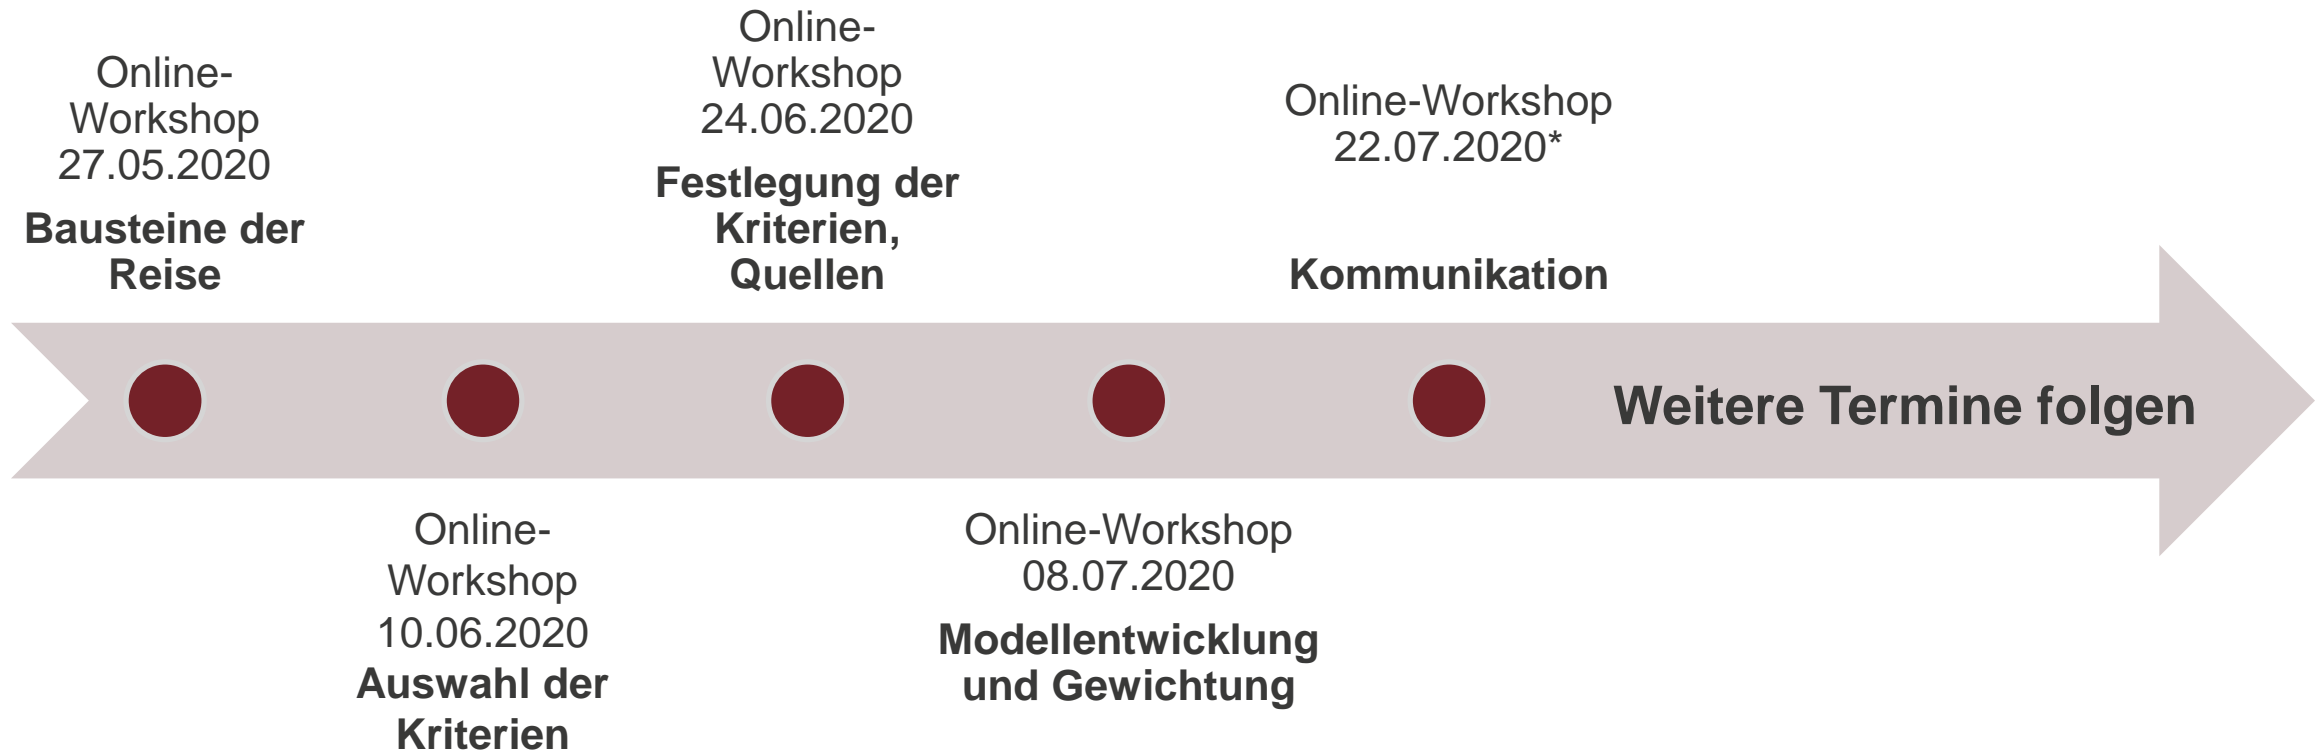 Online-
Workshop
27.05.2020
Bausteine der
Reise
Online-
Workshop
10.06.2020
Auswahl der
Kriterien
Online-
Workshop
24.06.2020
Festlegung der
Kriterien,
Quellen
Online-Workshop
08.07.2020
Modellentwicklung
und Gewichtung
Online-Workshop
22.07.2020*
Kommunikation
Weitere Termine folgen